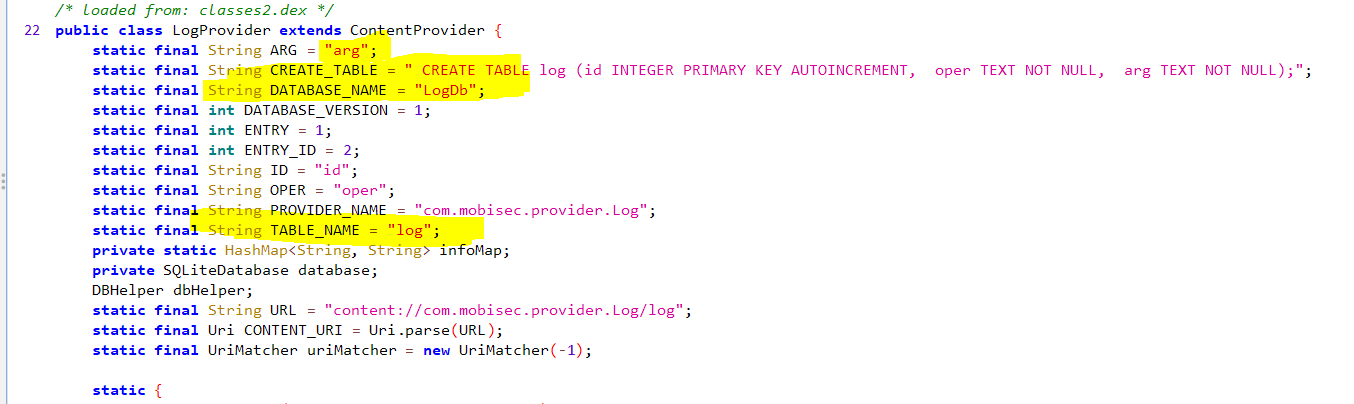 /* loaded from: classes2.dex */
22 public class LogProvider extends ContentProvider {
static final String ARG = "arg";
static final String CREATE_TABLE = " CREATE TABLE log (id INTEGER PRIMARY KEY AUTOINCREMENT,  oper TEXT NOT NULL,  arg TEXT NOT NULL);";
static final String DATABASE_NAME = "LogDb";
static final int DATABASE_VERSION = 1;
static final int ENTRY = 1;
static final int ENTRY_ID = 2;
static final String ID = "id";
static final String OPER = "oper";
static final String PROVIDER_NAME = "com.mobisec.provider.Log";
static final String TABLE_NAME = "log";
private static HashMap<String, String> infoMap;
private SQLiteDatabase database;
DBHelper dbHelper;
static final String URL = "content://com.mobisec.provider.Log/log";
static final Uri CONTENT_URI = Uri.parse(URL);
static final UriMatcher uriMatcher = new UriMatcher(-1);
static {